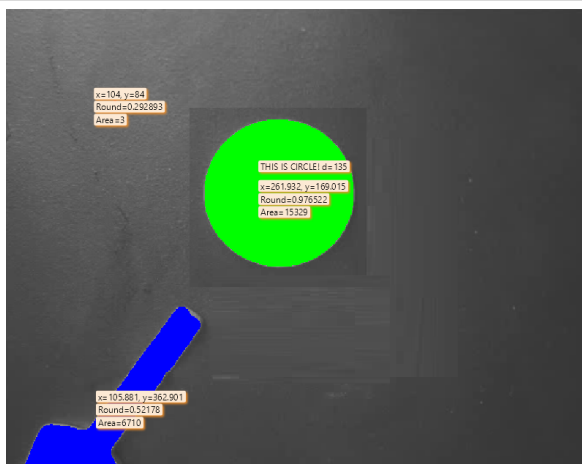 x=104, y=84
Round=0.292893
Area=3
THIS IS CIRCLE! d=135
x=261.932, y=169.015
Round=0.976522
Area=15329
x=105.881, y=362.901
Round=0.52178
Area=6710